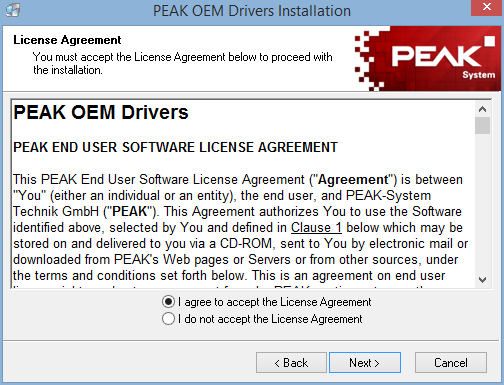 PEAK OEM Drivers Installation
License Agreement
You must accept the License Agreement below to proceed with
the installation.
PEAK
System
PEAK OEM Drivers
PEAK END USER SOFTWARE LICENSE AGREEMENT
This PEAK End User Software License Agreement ("Agreement") is between
"You" (either an individual or an entity), the end user, and PEAK-System
Technik GmbH ("PEAK"). This Agreement authorizes You to use the Software
identified above, selected by You and defined in Clause 1 below which may be
stored on and delivered to you via a CD-ROM, sent to You by electronic mail or
downloaded from PEAK's Web pages or Servers or from other sources, under
the terms and conditions set forth below. This is an agreement on end user
I agree to accept the License Agreement
I do not accept the License Agreement
< Back
Next >
Cancel